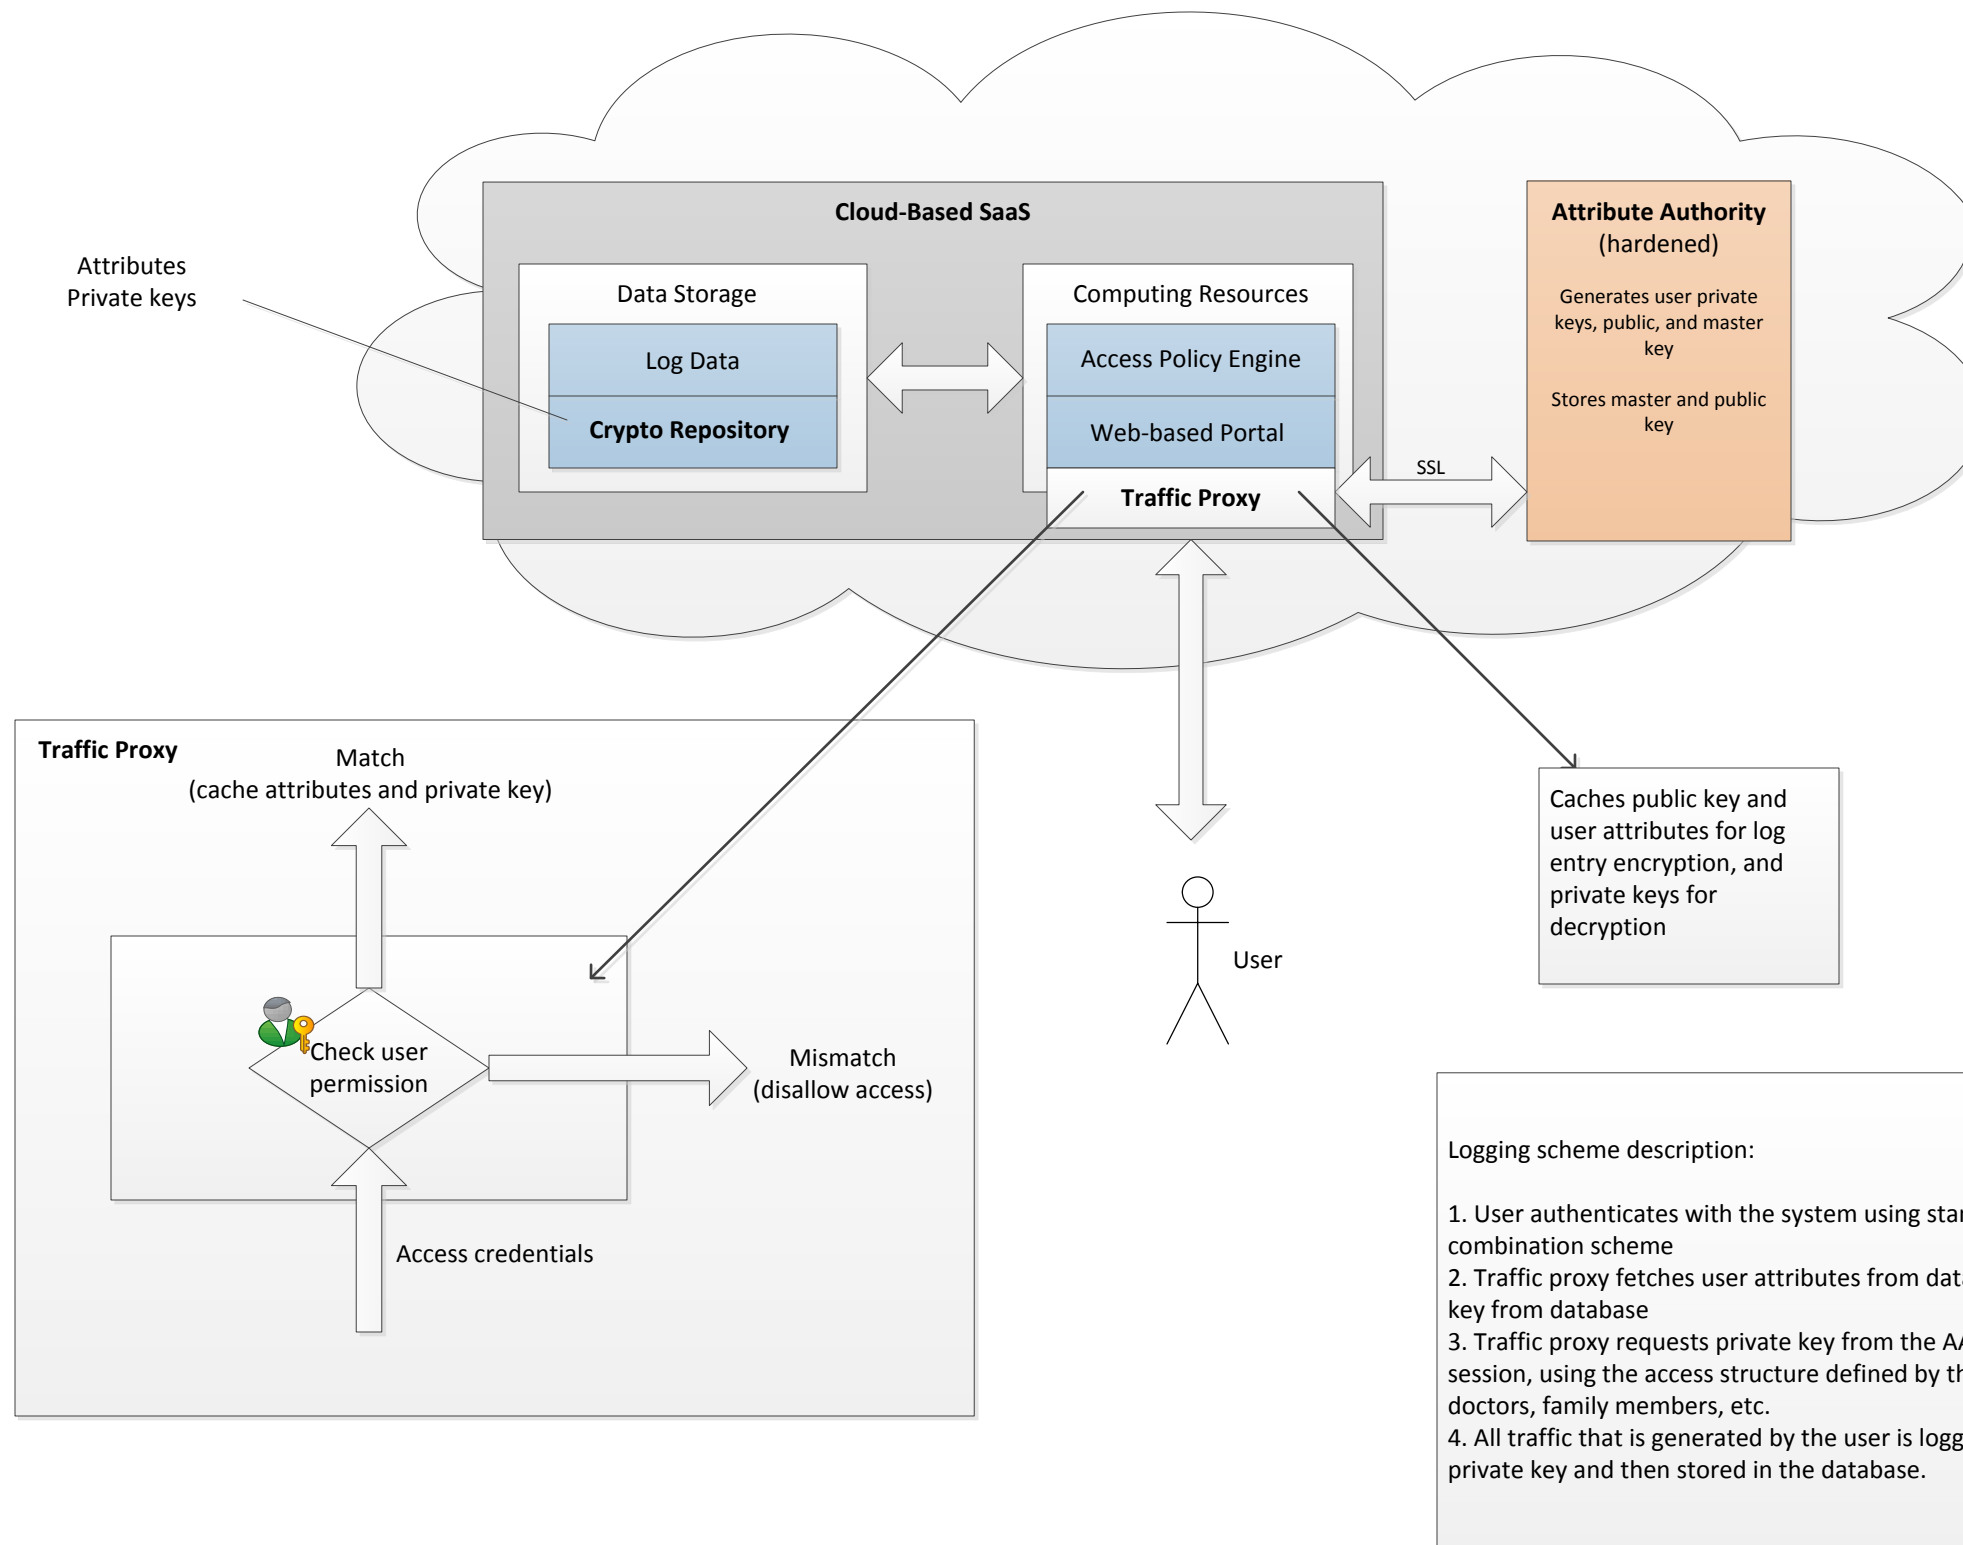 Cloud-Based SaaS
Attributes
Private keys
Data Storage
Log Data
Crypto Repository
Computing Resources
Access Policy Engine
Web-based Portal
Traffic Proxy
SSL
Attribute Authority
(hardened)
Generates user private
keys, public, and master
key
Stores master and public
key
Traffic Proxy
Match
(cache attributes and private key)
Check user
permission
Mismatch
(disallow access)
Access credentials
User
Caches public key and
user attributes for log
entry encryption, and
private keys for
decryption
Logging scheme description:
1. User authenticates with the system using
combination scheme
2. Traffic proxy fetches user attributes from
key from database
3. Traffic proxy requests private key from the
session, using the access structure defined by
doctors, family members, etc.
4. All traffic that is generated by the user is
private key and then stored in the database.